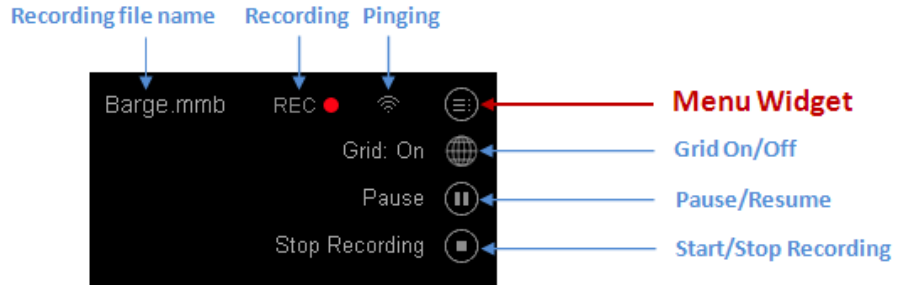 Recording file name Recording Pinging
Barge.mmb REC Menu Widget
Grid: On Grid On/Off
Pause Pause/Resume
Stop Recording Start/Stop Recording